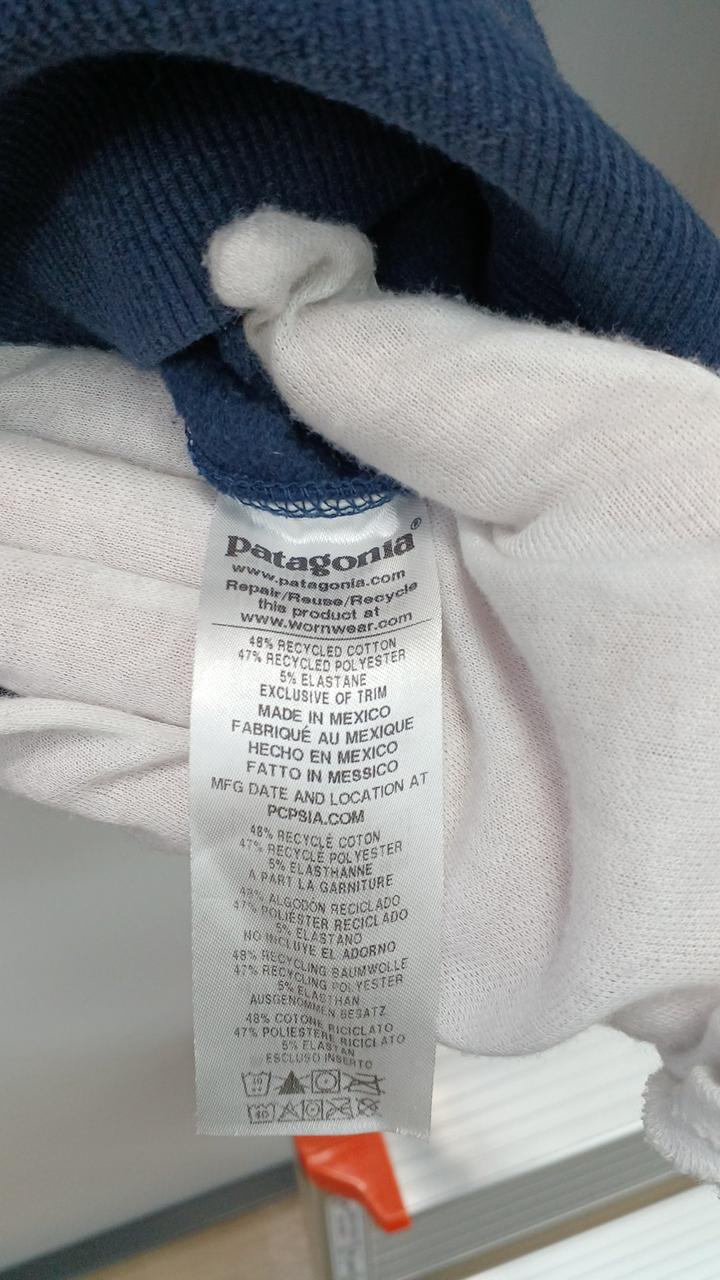 patagonia®
www.patagonia.com
Repair/Reuse/Recycle
this product at
www.wornwear.com
48% RECYCLED COTTON
47% RECYCLED POLYESTER
5% ELASTANE
EXCLUSIVE OF TRIM
MADE IN MEXICO
FABRIQUÉ AU MEXIQUE
HECHO EN MEXICO
FATTO IN MESSICO
MFG DATE AND LOCATION AT
PCPSIA.COM
48% RECYCLÉ COTON
47% RECYCLÉ POLYESTER
5% ELASTHANNE
A PART LA GARNITURE
48% ALGODÓN RECICLADO
47% POLIÉSTER RECICLADO
5% ELASTANO
NO INCLUYE EL ADORNO
48% RECYCLING BAUMWOLLE
47% RECYCLING POLYESTER
5% ELASTHAN
AUSGENOMMEN BESATZ
48% COTONE RICICLATO
47% POLIESTERE RICICLATO
5% ELASTAN
ESCLUSO INSERTO
40